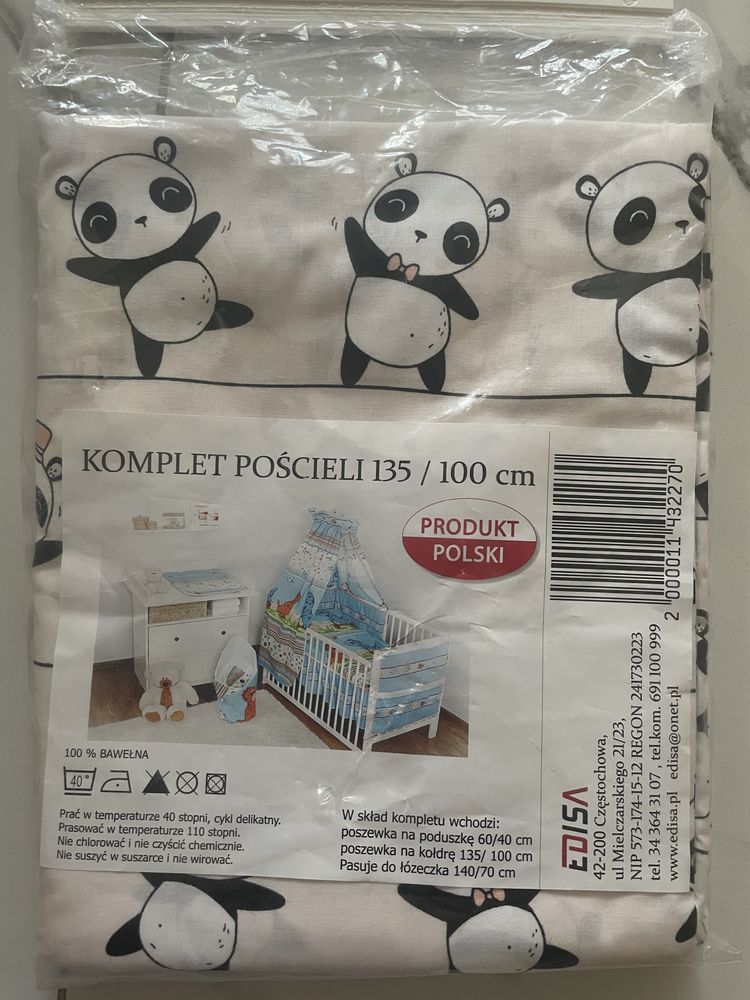 KOMPLET POŚCIELI 135 / 100 cm
PRODUKT
POLSKI
100 % BAWEŁNA
40°
Prać w temperaturze 40 stopni, cykl delikatny.
Prasować w temperaturze 110 stopni.
Nie chlorować i nie czyścić chemicznie.
Nie suszyć w suszarce i nie wirować.
W skład kompletu wchodzi:
poszewka na poduszkę 60/40 cm
poszewka na kołdrę 135/ 100 cm
Pasuje do łóżeczka 140/70 cm
2 000011 432270
EDISA
42-200 Częstochowa,
ul Mielczarskiego 21/23,
NIP 573-174-15-12 REGON 241730223
tel. 34 364 31 07 , tel.kom. 691 100 999
www.edisa.pl edisa@onet.pl